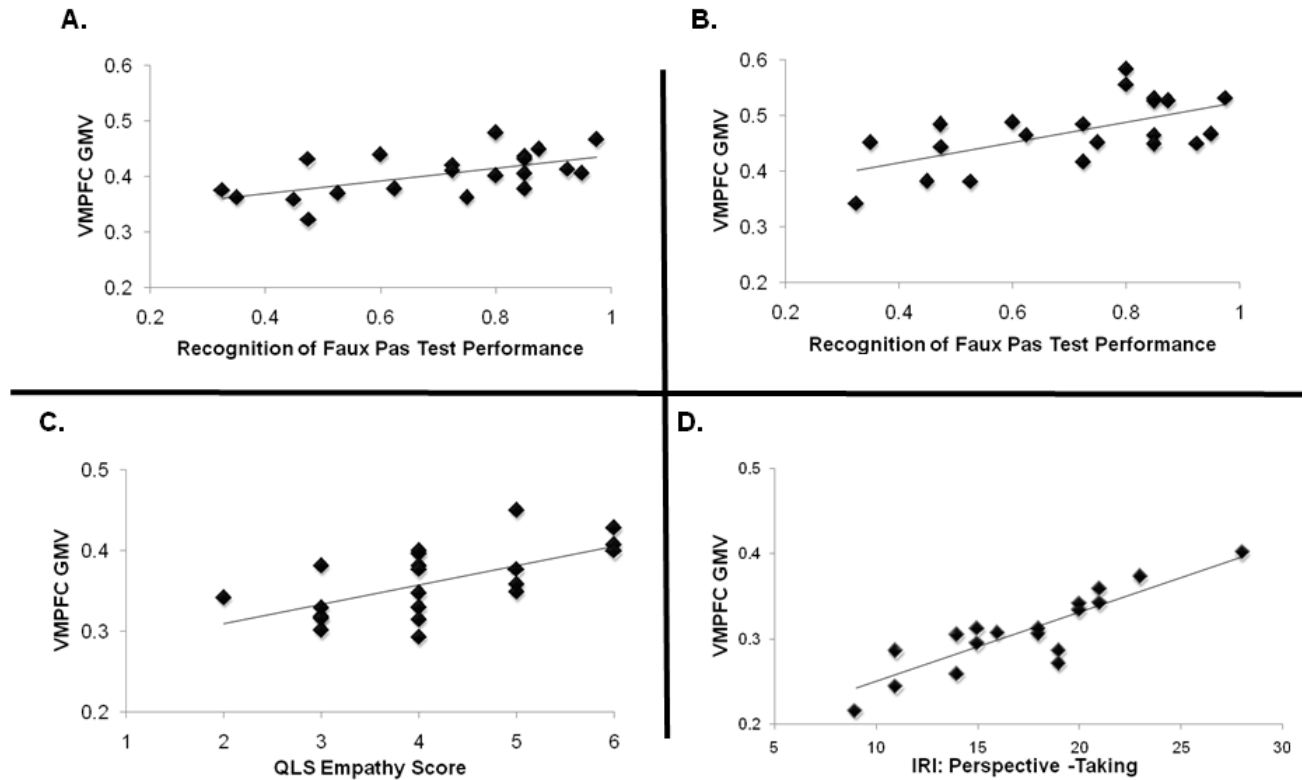 A.
VMPFC GMV
0.6
0.5
0.4
0.3
0.2
0.2 0.4 0.6 0.8 1
Recognition of Faux Pas Test Performance
B.
VMPFC GMV
0.6
0.5
0.4
0.3
0.2
0.2 0.4 0.6 0.8 1
Recognition of Faux Pas Test Performance
C.
VMPFC GMV
0.5
0.4
0.3
0.2
1 2 3 4 5 6
QLS Empathy Score
D.
VMPFC GMV
0.5
0.4
0.3
0.2
5 10 15 20 25 30
IRI: Perspective -Taking